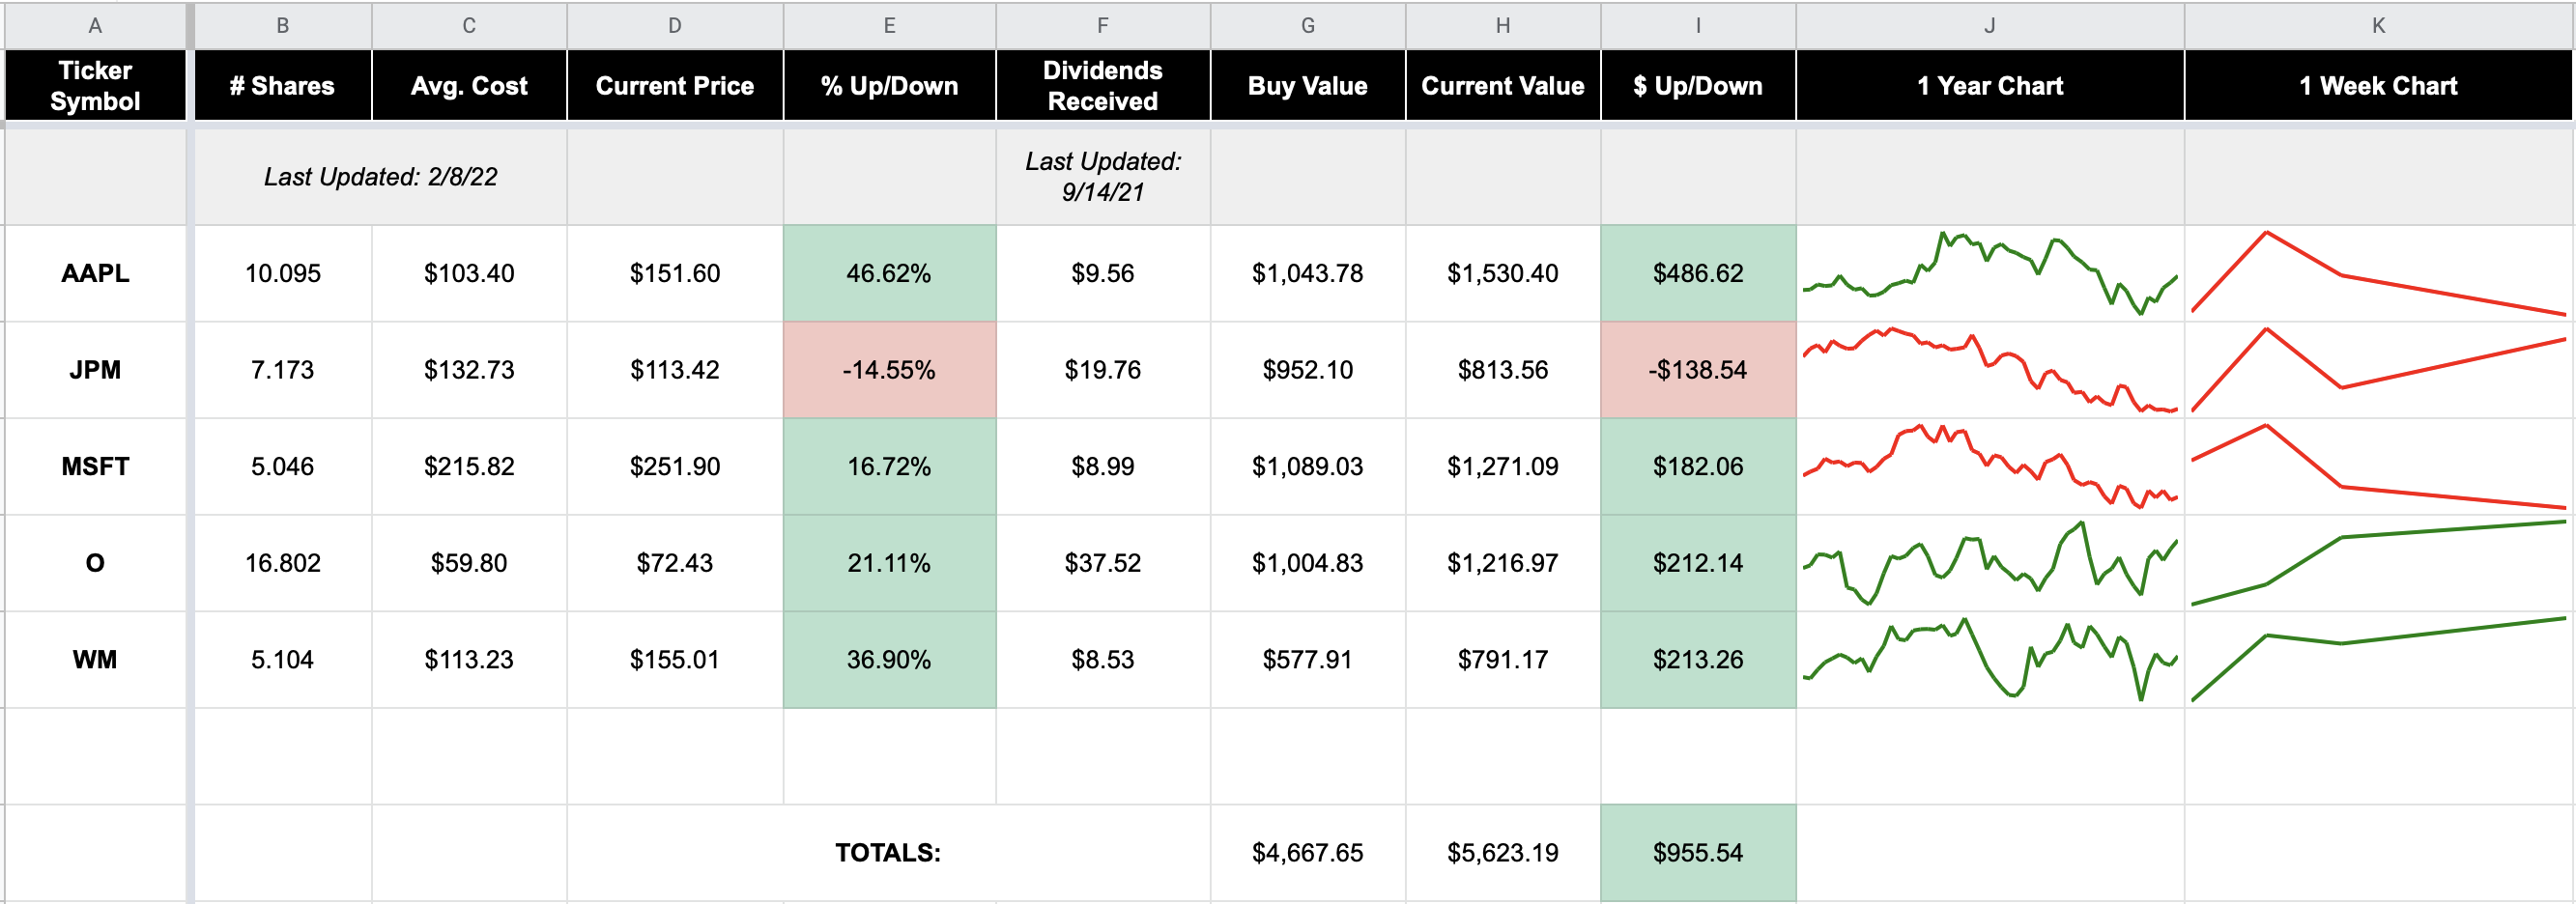 A B C D E F G H I J K
Ticker Symbol # Shares Avg. Cost Current Price % Up/Down Dividends Received Buy Value Current Value $ Up/Down 1 Year Chart 1 Week Chart
Last Updated: 2/8/22 Last Updated: 9/14/21
AAPL 10.095 $103.40 $151.60 46.62% $9.56 $1,043.78 $1,530.40 $486.62
JPM 7.173 $132.73 $113.42 -14.55% $19.76 $952.10 $813.56 -$138.54
MSFT 5.046 $215.82 $251.90 16.72% $8.99 $1,089.03 $1,271.09 $182.06
O 16.802 $59.80 $72.43 21.11% $37.52 $1,004.83 $1,216.97 $212.14
WM 5.104 $113.23 $155.01 36.90% $8.53 $577.91 $791.17 $213.26
TOTALS: $4,667.65 $5,623.19 $955.54